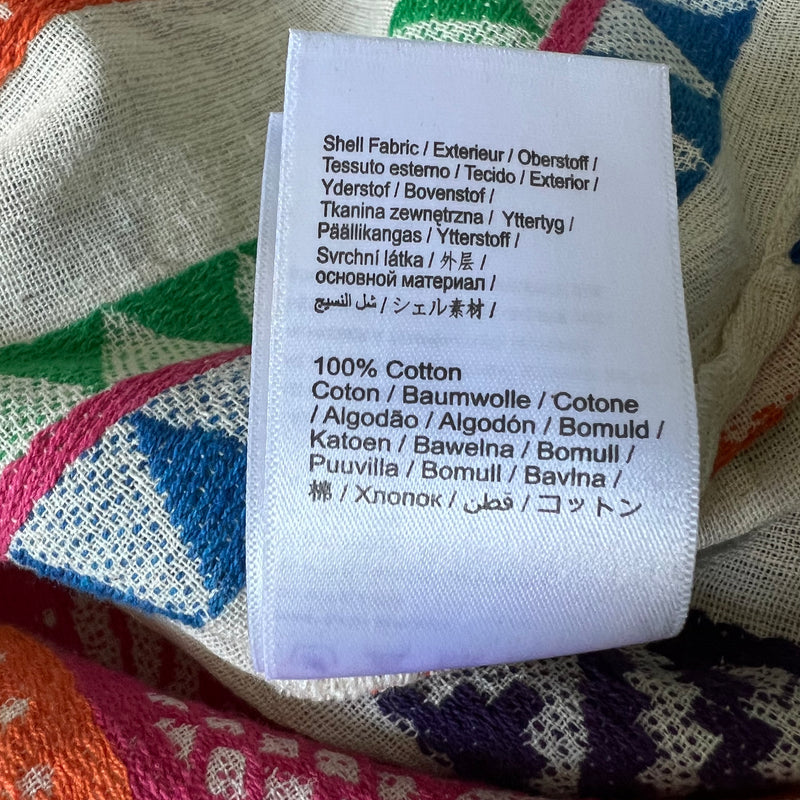 Shell Fabric / Exterieur / Oberstoff /
Tessuto esterno / Tecido / Exterior /
Yderstof / Bovenstof /
Tkanina zewnętrzna / Yttertyg /
Päällikangas / Ytterstoff /
Svrchní látka / 外层 /
основной материал /
شل النسيج / シェル素材 /
100% Cotton
Coton / Baumwolle / Cotone
/ Algodão / Algodón / Bomuld /
Katoen / Bawełna / Bomull /
Puuvilla / Bomull / Bavlna /
棉 / Хлопок / قطن / コットン